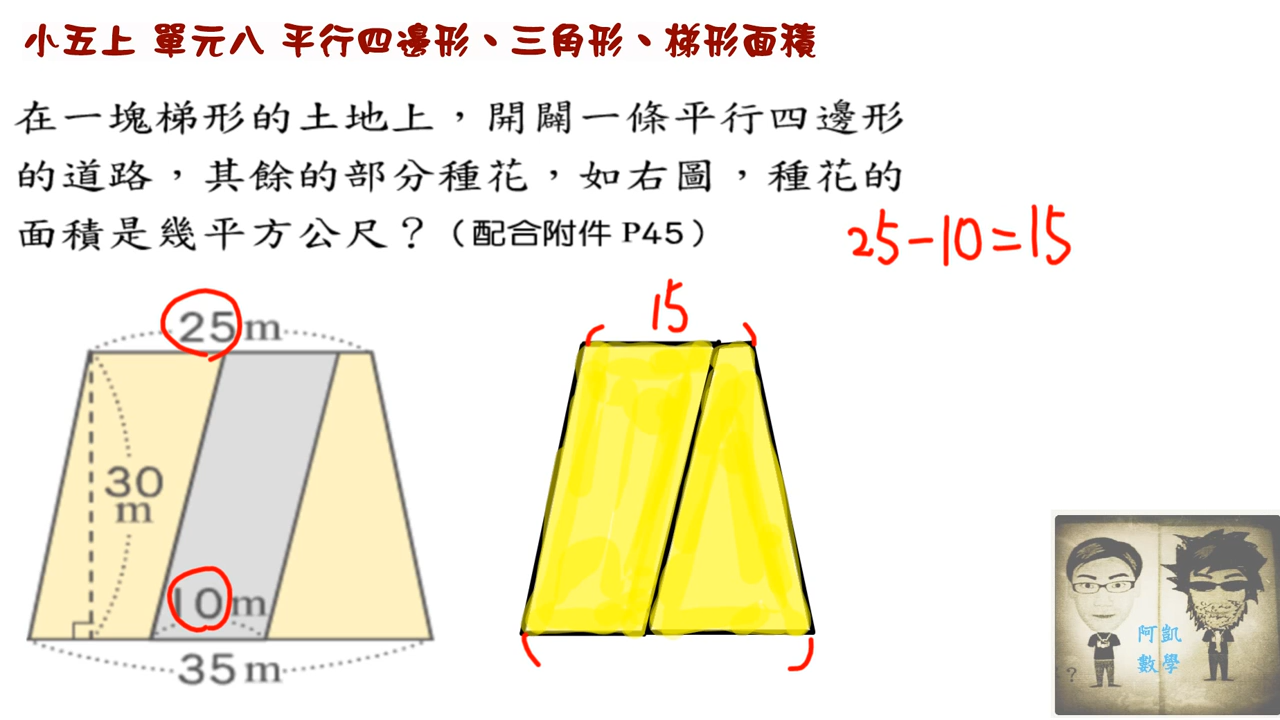 小五上 單元八 平行四邊形、三角形、梯形面積
在一塊梯形的土地上，開闢一條平行四邊形
的道路，其餘的部分種花，如右圖，種花的
面積是幾平方公尺？（配合附件 P45）
25-10=15
25m
15
30
m
10m
35m
阿凱
數學
?